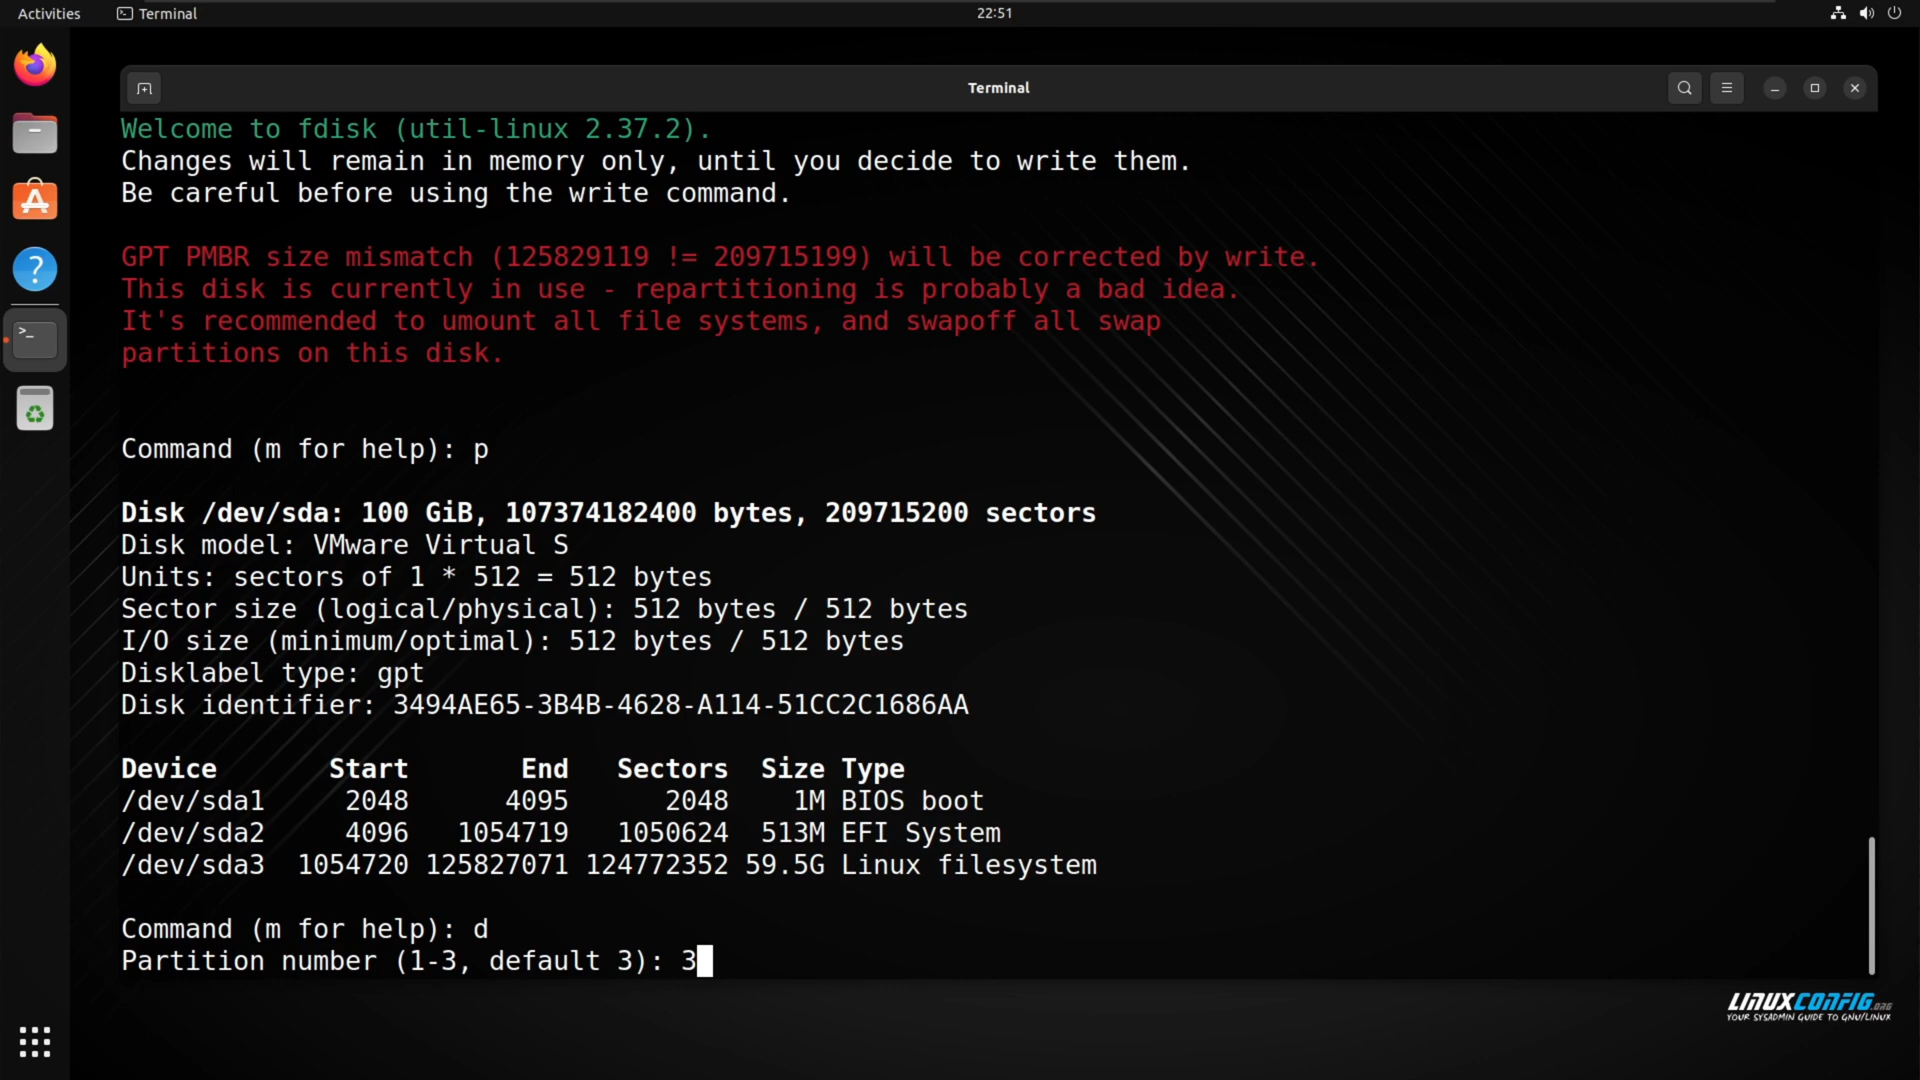 Activities Terminal 22:51
Terminal
Welcome to fdisk (util-linux 2.37.2).
Changes will remain in memory only, until you decide to write them.
Be careful before using the write command.
GPT PMBR size mismatch (125829119 != 209715199) will be corrected by write.
This disk is currently in use - repartitioning is probably a bad idea.
It's recommended to umount all file systems, and swapoff all swap
partitions on this disk.
Command (m for help): p
Disk /dev/sda: 100 GiB, 107374182400 bytes, 209715200 sectors
Disk model: VMware Virtual S
Units: sectors of 1 * 512 = 512 bytes
Sector size (logical/physical): 512 bytes / 512 bytes
I/O size (minimum/optimal): 512 bytes / 512 bytes
Disklabel type: gpt
Disk identifier: 3494AE65-3B4B-4628-A114-51CC2C1686AA
Device Start End Sectors Size Type
/dev/sda1 2048 4095 2048 1M BIOS boot
/dev/sda2 4096 1054719 1050624 513M EFI System
/dev/sda3 1054720 125827071 124772352 59.5G Linux filesystem
Command (m for help): d
Partition number (1-3, default 3): 3
LINUXCONFIG.ORG
YOUR SYSADMIN GUIDE TO GNU/LINUX